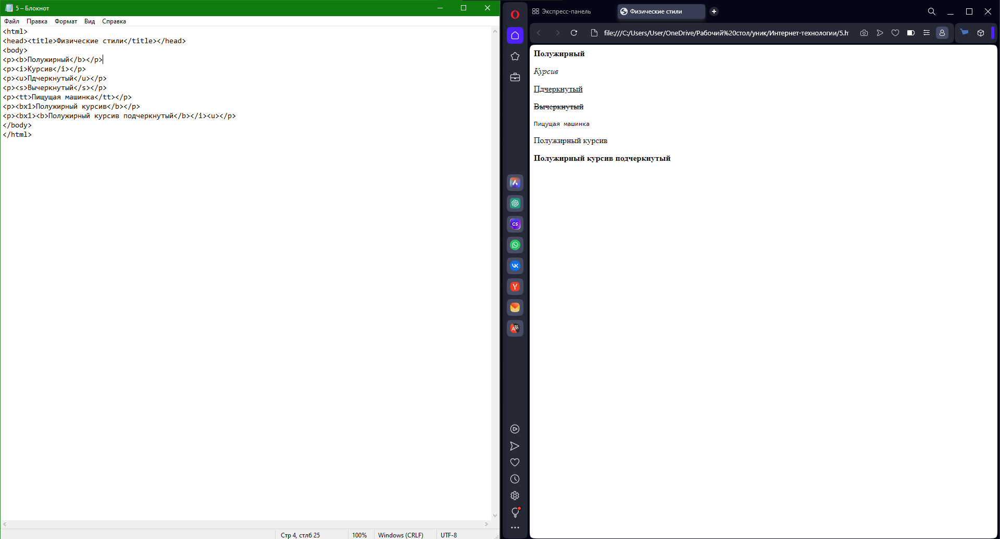 5 – Блокнот
Файл Правка Формат Вид Справка
<html>
<head><title>Физические стили</title></head>
<body>
<p><b>Полужирный</b></p>
<p><i>Курсив</i></p>
<p><u>Пдчеркнутый</u></p>
<p><s>Вычеркнутый</s></p>
<p><tt>Пищущая машинка</tt></p>
<p><bx1>Полужирный курсив</b></p>
<p><bx1><b>Полужирный курсив подчеркнутый</b></i><u></p>
</body>
</html>
Стр 4, стлб 25 100% Windows (CRLF) UTF-8
Экспресс-панель Физические стили
file:///C:/Users/User/OneDrive/Рабочий%20стол/уник/Интернет-технологии/5.h
CS
Полужирный
Курсив
Пдчеркнутый
Вычеркнутый
Пищущая машинка
Полужирный курсив
Полужирный курсив подчеркнутый